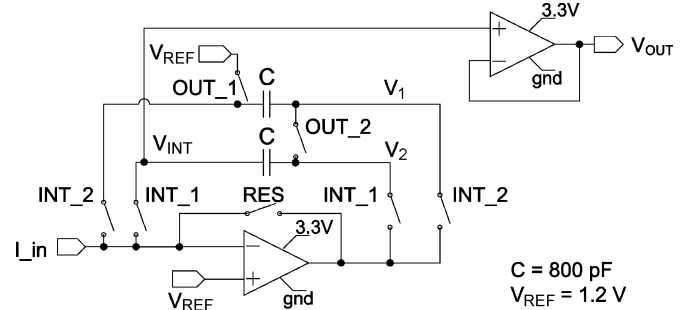 3.3V
+
−
gnd
V_OUT
V_REF
OUT_1
C
V_1
OUT_2
V_INT
C
V_2
INT_2
INT_1
RES
INT_1
INT_2
I_in
3.3V
−
+
gnd
V_REF
C = 800 pF
V_REF = 1.2 V